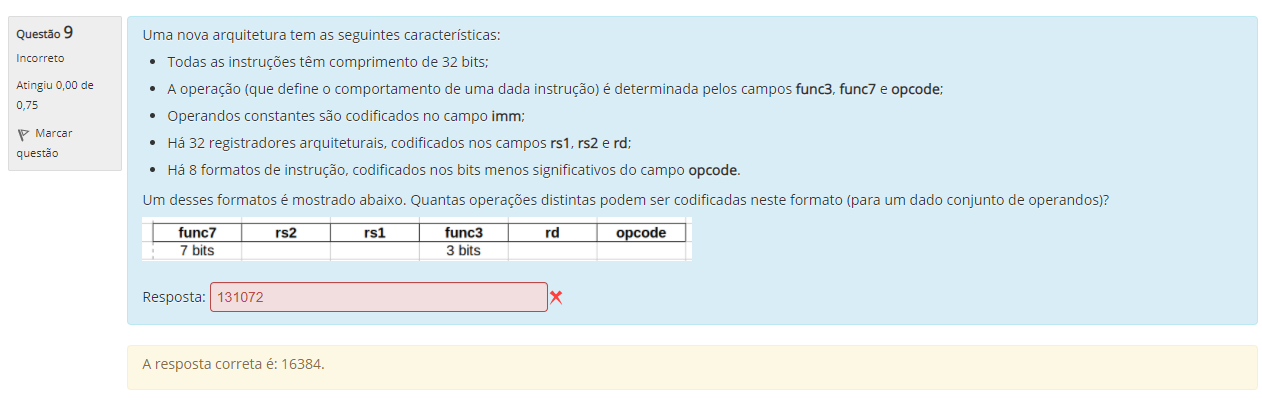 Questão 9
Incorreto
Atingiu 0,00 de
0,75
Marcar
questão
Uma nova arquitetura tem as seguintes características:
• Todas as instruções têm comprimento de 32 bits;
• A operação (que define o comportamento de uma dada instrução) é determinada pelos campos func3, func7 e opcode;
• Operandos constantes são codificados no campo imm;
• Há 32 registradores arquiteturais, codificados nos campos rs1, rs2 e rd;
• Há 8 formatos de instrução, codificados nos bits menos significativos do campo opcode.
Um desses formatos é mostrado abaixo. Quantas operações distintas podem ser codificadas neste formato (para um dado conjunto de operandos)?
func7 rs2 rs1 func3 rd opcode
7 bits 3 bits
Resposta: 131072
A resposta correta é: 16384.